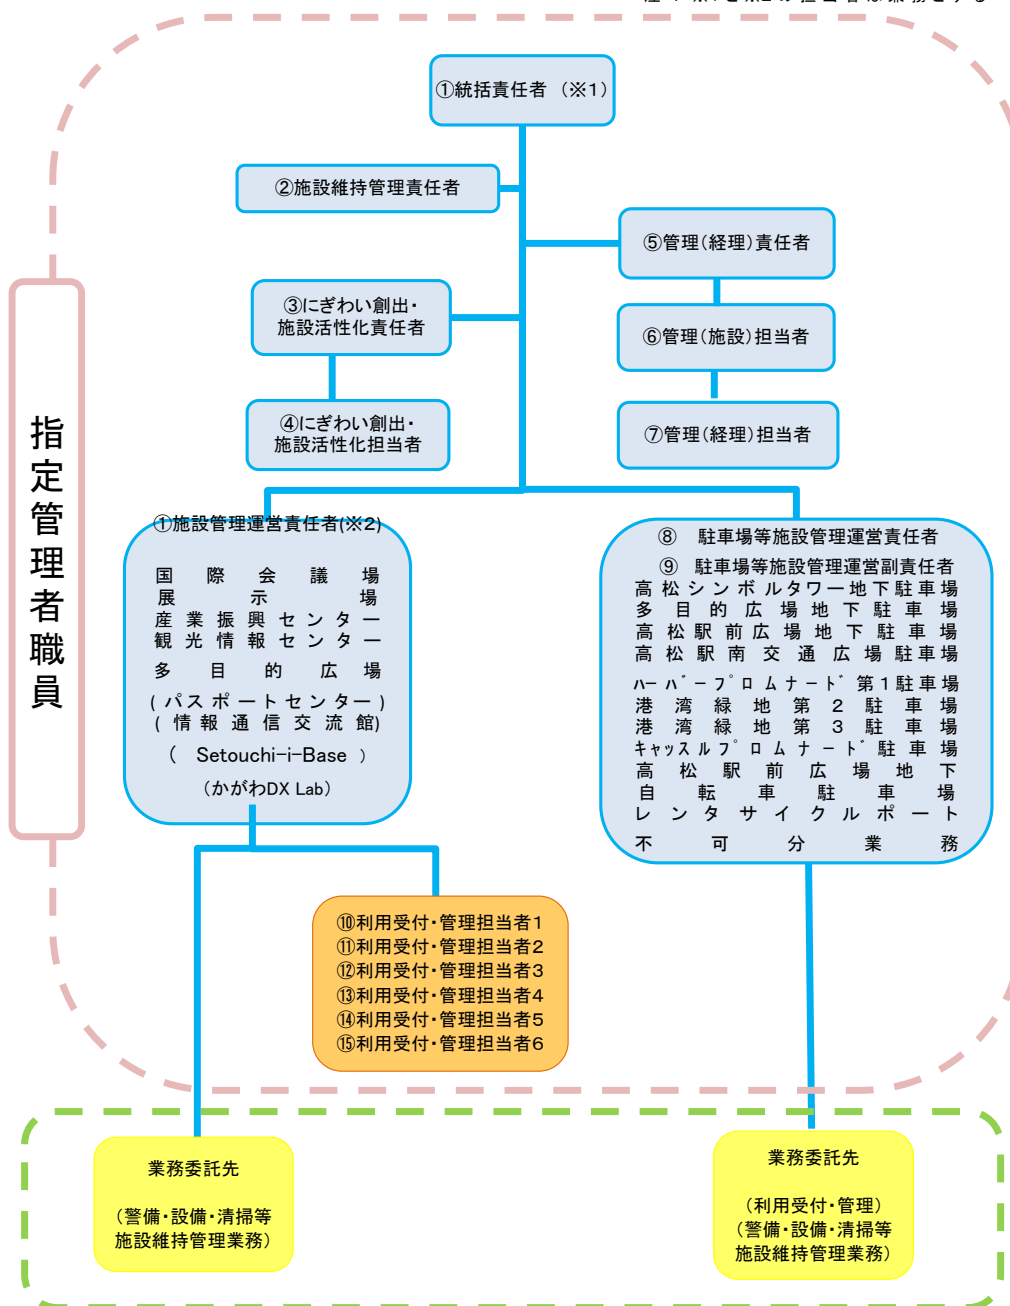 ①統括責任者 (※1)
②施設維持管理責任者
⑤管理(経理)責任者
③にぎわい創出・
施設活性化責任者
⑥管理(施設)担当者
④にぎわい創出・
施設活性化担当者
⑦管理(経理)担当者
指定管理者職員
①施設管理運営責任者(※2)
国際会議場
展示場
産業振興センター
観光情報センター
多目的広場
(パスポートセンター)
(情報通信交流館)
( Setouchi-i-Base )
(かがわDX Lab)
⑧ 駐車場等施設管理運営責任者
⑨ 駐車場等施設管理運営副責任者
高松シンボルタワー地下駐車場
多目的広場地下駐車場
高松駅前広場地下駐車場
高松駅南交通広場駐車場
ハーバープロムナード第1駐車場
港湾緑地第2駐車場
港湾緑地第3駐車場
キャッスルプロムナード駐車場
高松駅前広場地下
自転車駐車場
レンタサイクルポート
不可分業務
⑩利用受付・管理担当者1
⑪利用受付・管理担当者2
⑫利用受付・管理担当者3
⑬利用受付・管理担当者4
⑭利用受付・管理担当者5
⑮利用受付・管理担当者6
業務委託先
(警備・設備・清掃等
施設維持管理業務)
業務委託先
(利用受付・管理)
(警備・設備・清掃等
施設維持管理業務)